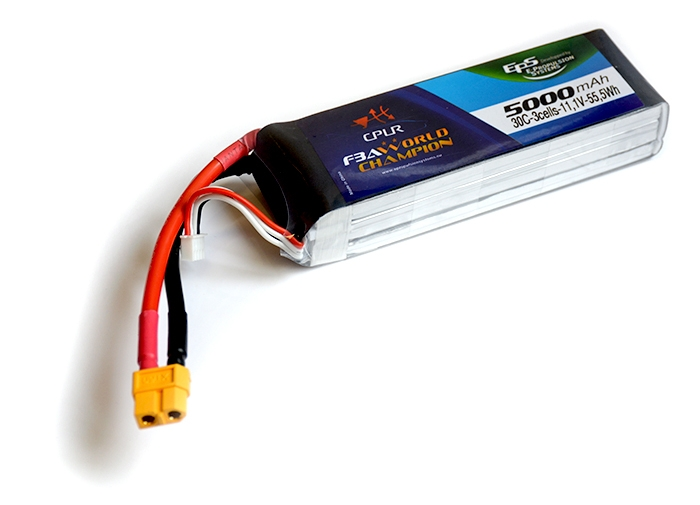 EPS
E-PROPULSION
SYSTEMS
5000mAh
30C-3cells-11,1V-55,5Wh
CPLR
F3A WORLD
CHAMPION